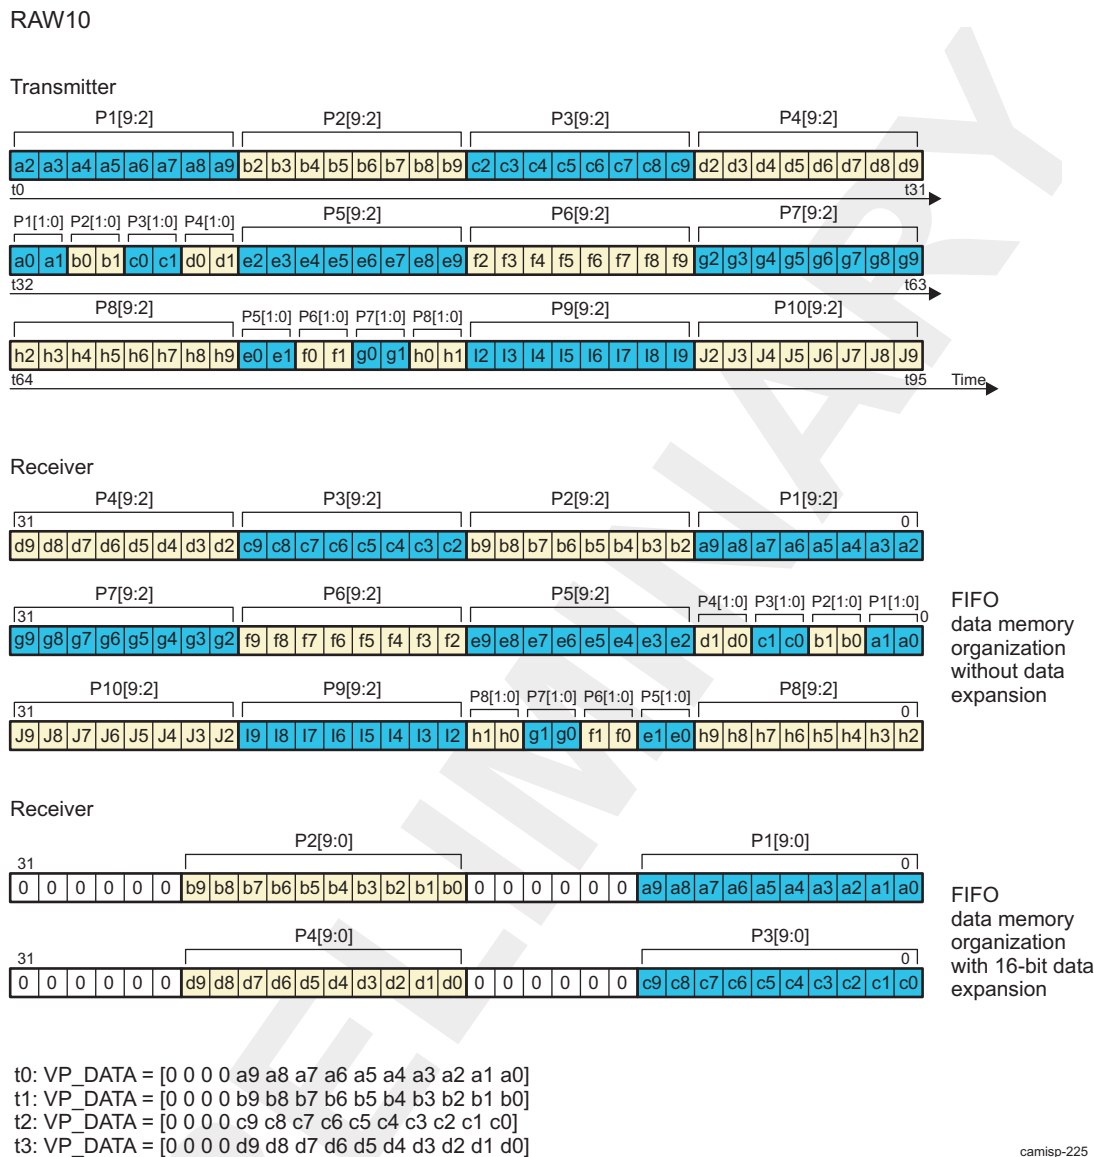 RAW10
Transmitter
P1[9:2] P2[9:2] P3[9:2] P4[9:2]
a2 a3 a4 a5 a6 a7 a8 a9 b2 b3 b4 b5 b6 b7 b8 b9 c2 c3 c4 c5 c6 c7 c8 c9 d2 d3 d4 d5 d6 d7 d8 d9
t0 t31
P1[1:0] P2[1:0] P3[1:0] P4[1:0] P5[9:2] P6[9:2] P7[9:2]
a0 a1 b0 b1 c0 c1 d0 d1 e2 e3 e4 e5 e6 e7 e8 e9 f2 f3 f4 f5 f6 f7 f8 f9 g2 g3 g4 g5 g6 g7 g8 g9
t32 t63
P8[9:2] P5[1:0] P6[1:0] P7[1:0] P8[1:0] P9[9:2] P10[9:2]
h2 h3 h4 h5 h6 h7 h8 h9 e0 e1 f0 f1 g0 g1 h0 h1 I2 I3 I4 I5 I6 I7 I8 I9 J2 J3 J4 J5 J6 J7 J8 J9
t64 t95 Time
Receiver
P4[9:2] P3[9:2] P2[9:2] P1[9:2]
31 0
d9 d8 d7 d6 d5 d4 d3 d2 c9 c8 c7 c6 c5 c4 c3 c2 b9 b8 b7 b6 b5 b4 b3 b2 a9 a8 a7 a6 a5 a4 a3 a2
P7[9:2] P6[9:2] P5[9:2] P4[1:0] P3[1:0] P2[1:0] P1[1:0]
31 0
g9 g8 g7 g6 g5 g4 g3 g2 f9 f8 f7 f6 f5 f4 f3 f2 e9 e8 e7 e6 e5 e4 e3 e2 d1 d0 c1 c0 b1 b0 a1 a0
P10[9:2] P9[9:2] P8[1:0] P7[1:0] P6[1:0] P5[1:0] P8[9:2]
31 0
J9 J8 J7 J6 J5 J4 J3 J2 I9 I8 I7 I6 I5 I4 I3 I2 h1 h0 g1 g0 f1 f0 e1 e0 h9 h8 h7 h6 h5 h4 h3 h2
FIFO
data memory
organization
without data
expansion
Receiver
P2[9:0] P1[9:0]
31 0
0 0 0 0 0 0 b9 b8 b7 b6 b5 b4 b3 b2 b1 b0 0 0 0 0 0 0 a9 a8 a7 a6 a5 a4 a3 a2 a1 a0
P4[9:0] P3[9:0]
31 0
0 0 0 0 0 0 d9 d8 d7 d6 d5 d4 d3 d2 d1 d0 0 0 0 0 0 0 c9 c8 c7 c6 c5 c4 c3 c2 c1 c0
FIFO
data memory
organization
with 16-bit data
expansion
t0: VP_DATA = [0 0 0 0 a9 a8 a7 a6 a5 a4 a3 a2 a1 a0]
t1: VP_DATA = [0 0 0 0 b9 b8 b7 b6 b5 b4 b3 b2 b1 b0]
t2: VP_DATA = [0 0 0 0 c9 c8 c7 c6 c5 c4 c3 c2 c1 c0]
t3: VP_DATA = [0 0 0 0 d9 d8 d7 d6 d5 d4 d3 d2 d1 d0]
camisp-225
ELIMINARY